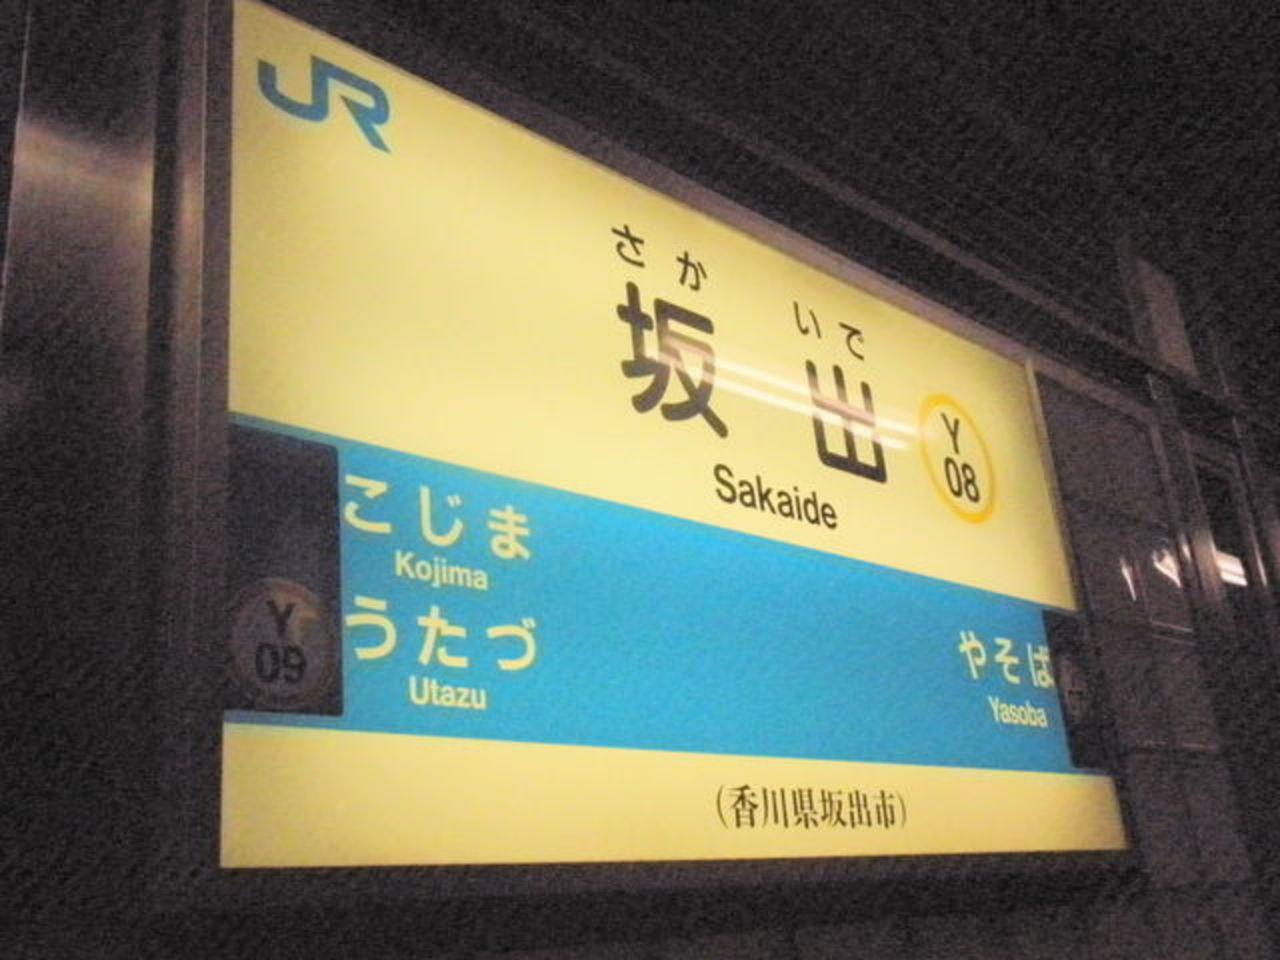 JR
さか いで
坂出
Y
08
Sakaide
こじま
Kojima
Y
09
うたづ
Utazu
やそば
Yasoba
(香川県坂出市)